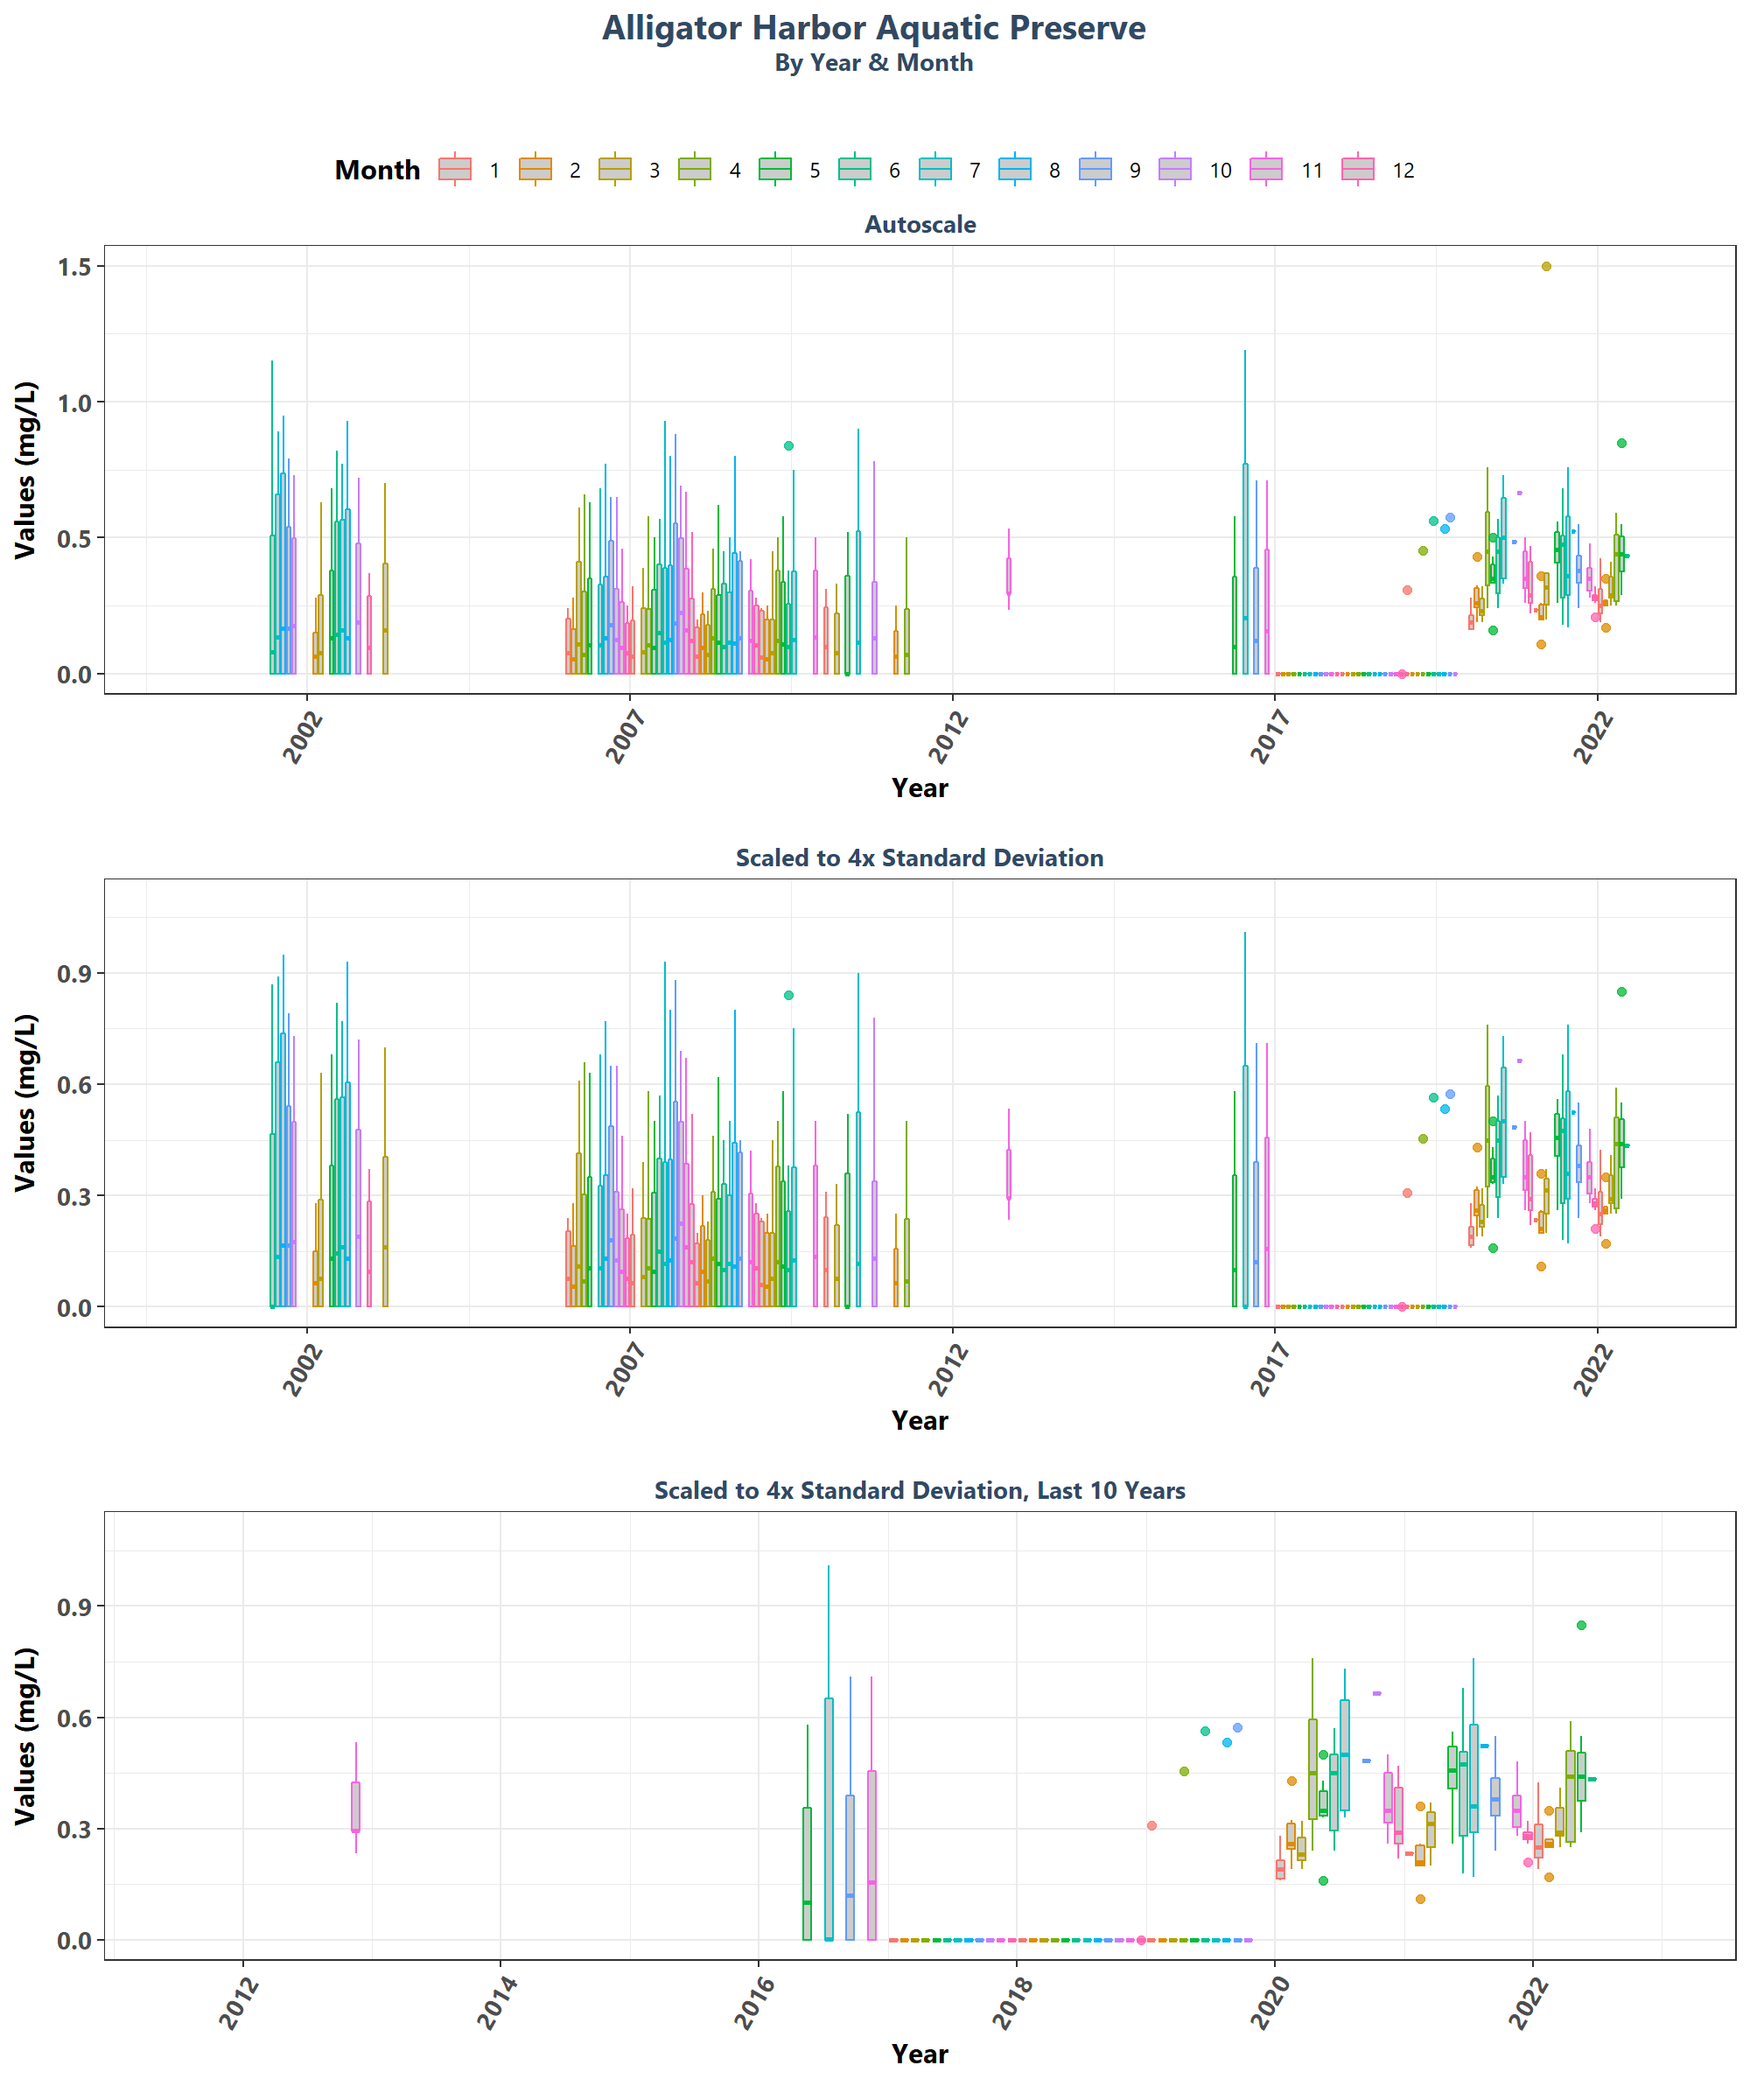 Alligator Harbor Aquatic Preserve
By Year & Month
Month 1 2 3 4 5 6 7 8 9 10 11 12
Autoscale
Values (mg/L)
1.5
1.0
0.5
0.0
2002 2007 2012 2017 2022
Year
Scaled to 4x Standard Deviation
Values (mg/L)
0.9
0.6
0.3
0.0
2002 2007 2012 2017 2022
Year
Scaled to 4x Standard Deviation, Last 10 Years
Values (mg/L)
0.9
0.6
0.3
0.0
2012 2014 2016 2018 2020 2022
Year